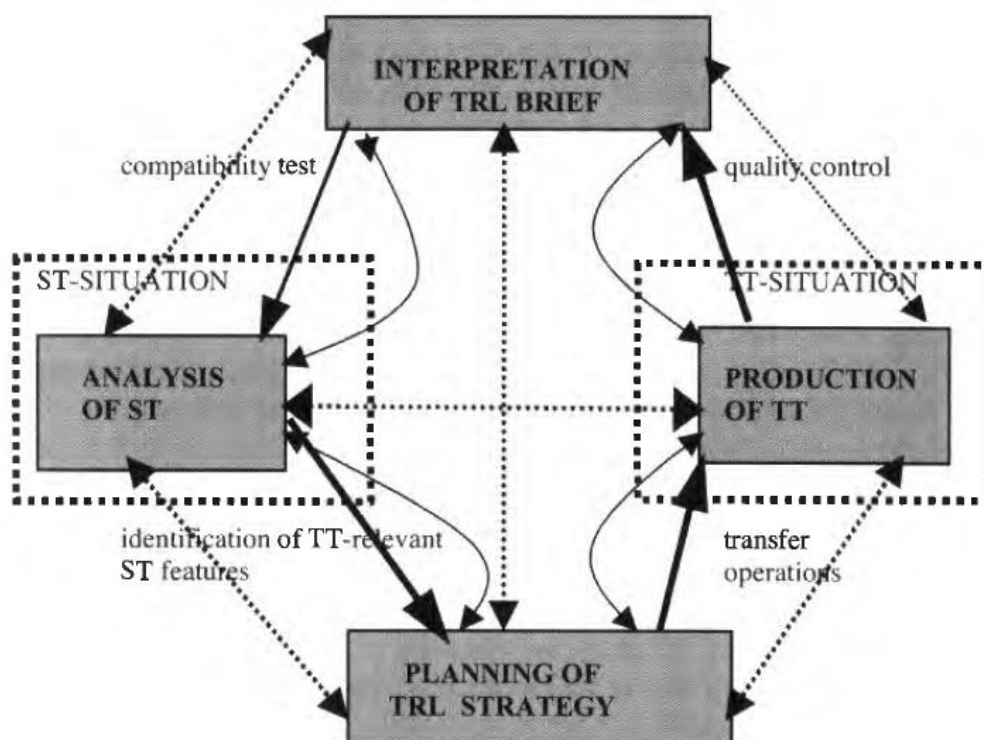 INTERPRETATION
OF TRL BRIEF
compatibility test
quality control
ST-SITUATION
TT-SITUATION
ANALYSIS
OF ST
PRODUCTION
OF TT
identification of TT-relevant
ST features
transfer
operations
PLANNING OF
TRL STRATEGY